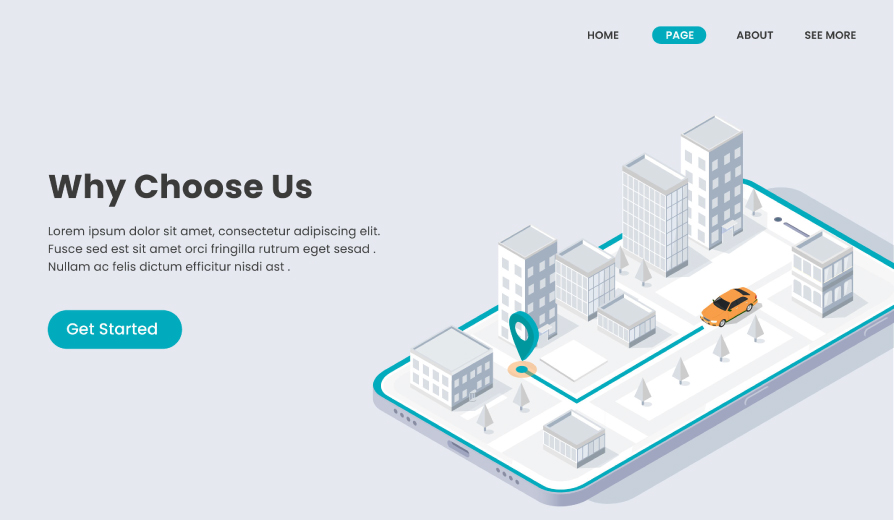 HOME PAGE ABOUT SEE MORE
Why Choose Us
Lorem ipsum dolor sit amet, consectetur adipiscing elit.
Fusce sed est sit amet orci fringilla rutrum eget sesad .
Nullam ac felis dictum efficitur nisdi ast .
Get Started